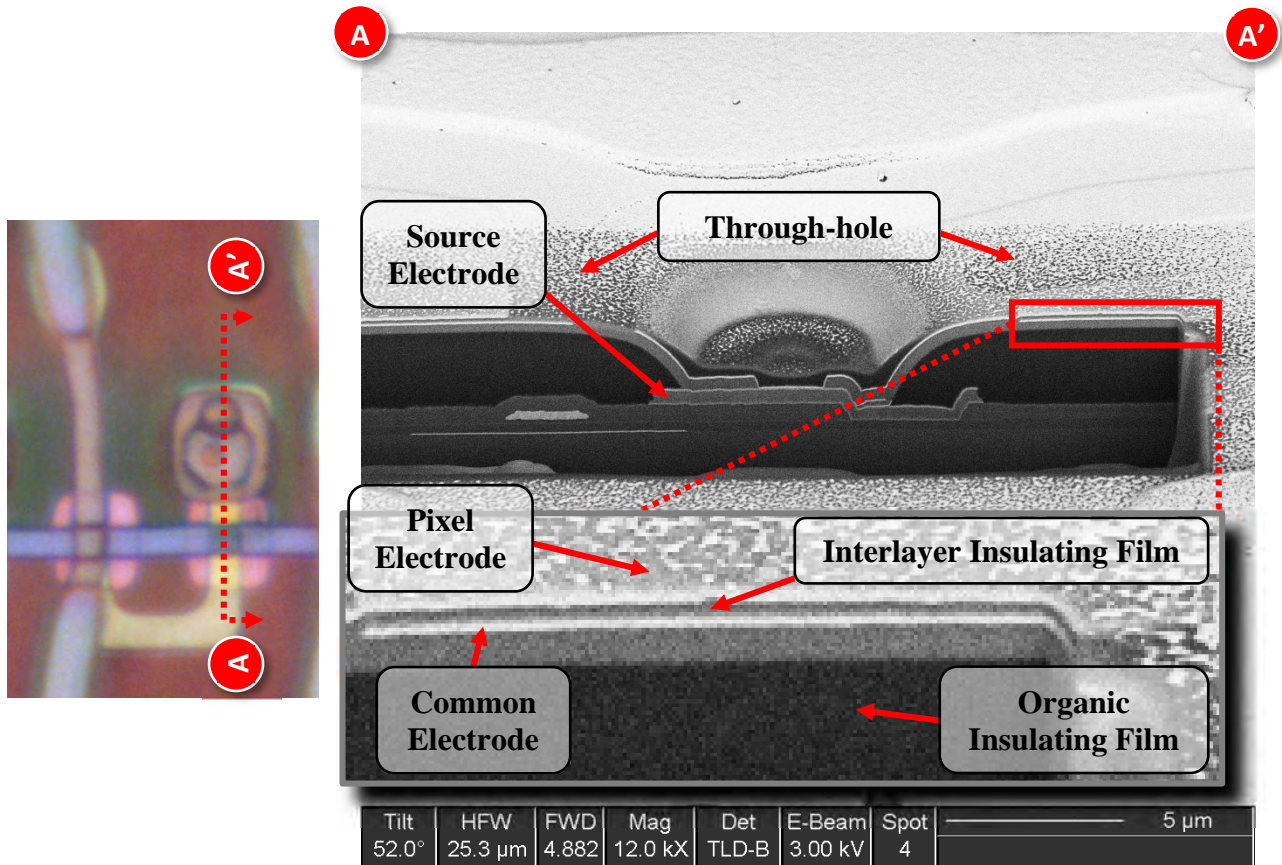 A
A'
Source
Electrode
Through-hole
A'
A
Pixel
Electrode
Interlayer Insulating Film
Common
Electrode
Organic
Insulating Film
Tilt HFW FWD Mag Det E-Beam Spot
52.0° 25.3 µm 4.882 12.0 kX TLD-B 3.00 kV 4
5 µm